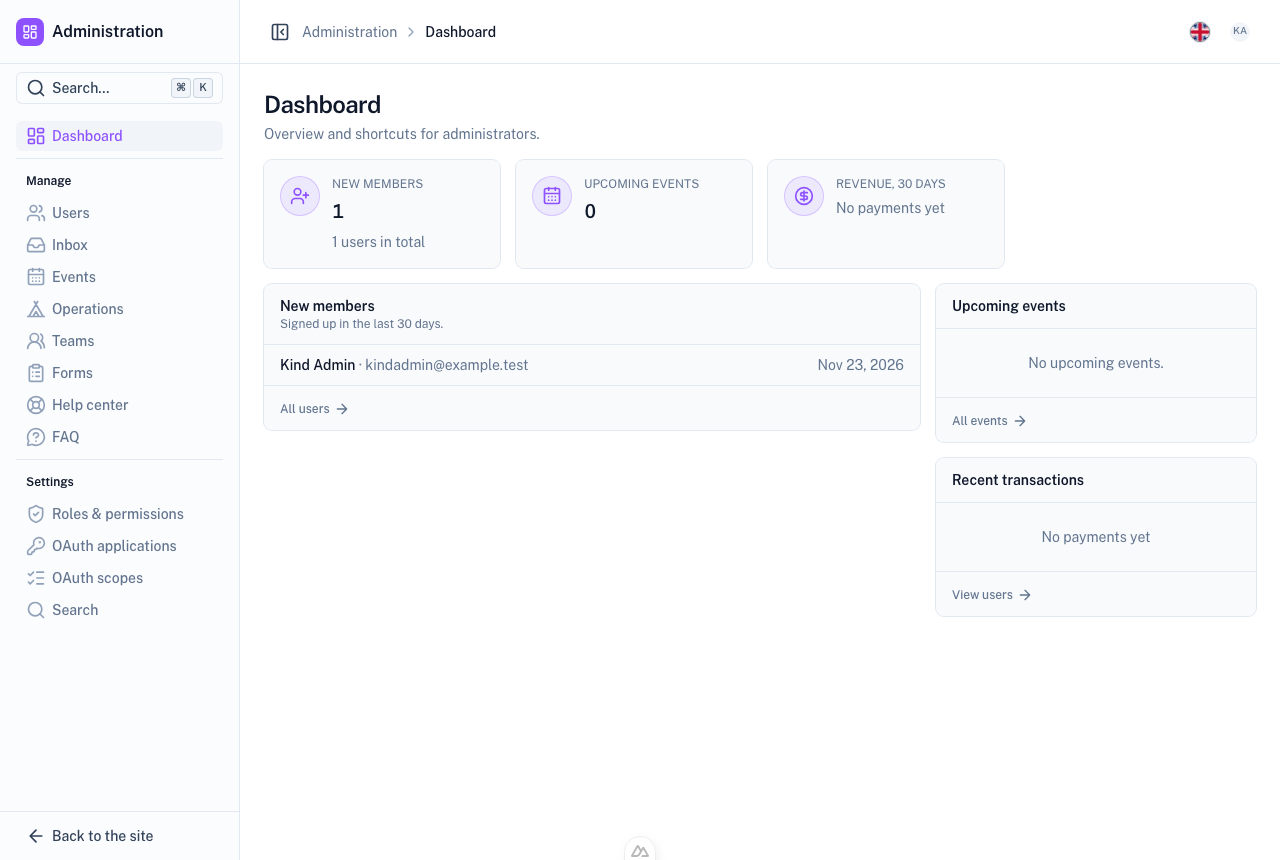 Administration
Search...
⌘ K
Dashboard
Manage
Users
Inbox
Events
Operations
Teams
Forms
Help center
FAQ
Settings
Roles & permissions
OAuth applications
OAuth scopes
Search
Back to the site
Administration > Dashboard
KA
Dashboard
Overview and shortcuts for administrators.
NEW MEMBERS
1
1 users in total
UPCOMING EVENTS
0
REVENUE, 30 DAYS
No payments yet
New members
Signed up in the last 30 days.
Kind Admin · kindadmin@example.test Nov 23, 2026
All users →
Upcoming events
No upcoming events.
All events →
Recent transactions
No payments yet
View users →